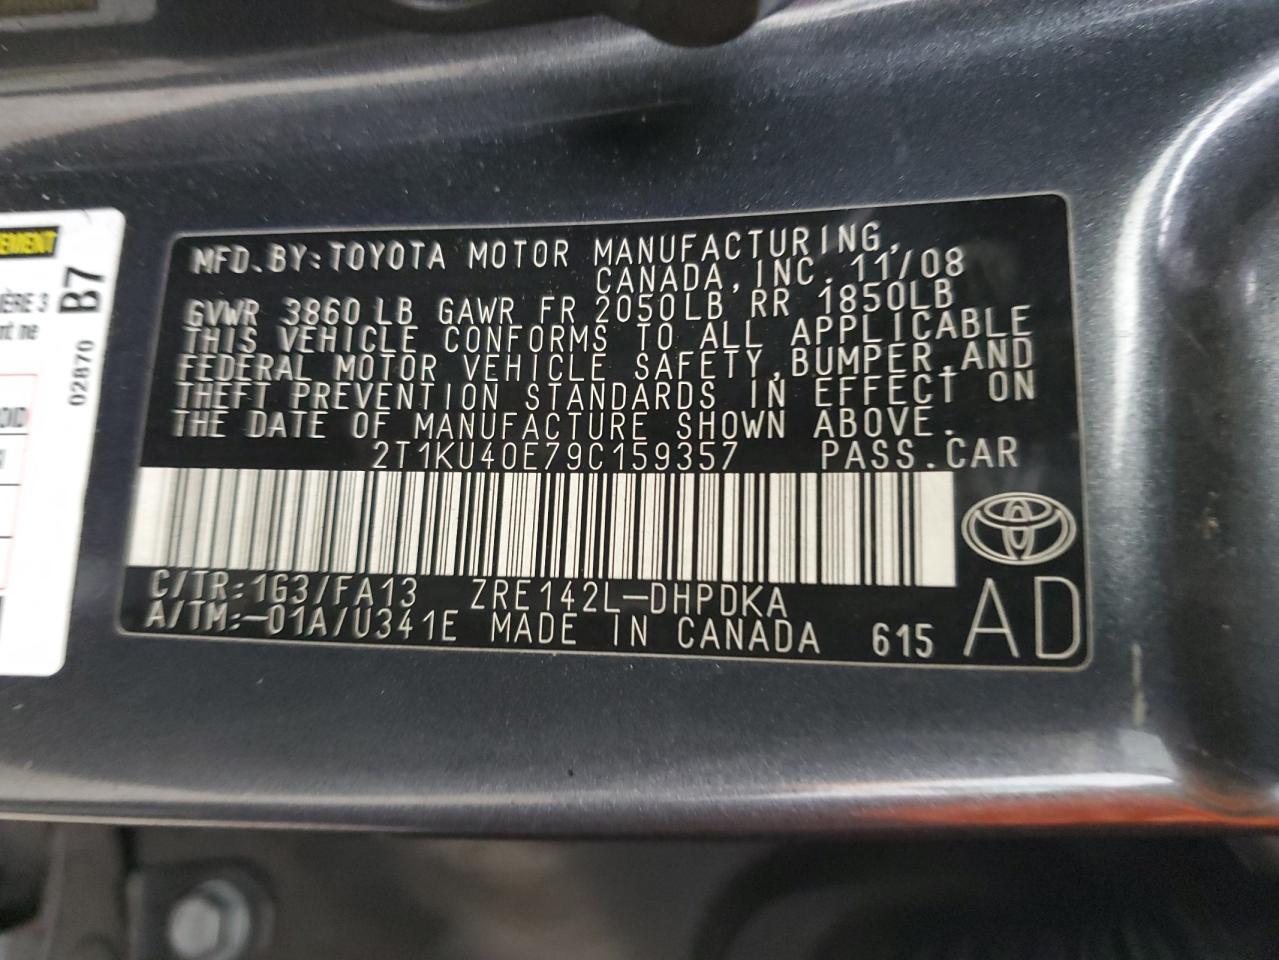 MFD. BY: TOYOTA MOTOR MANUFACTURING,
CANADA, INC. 11/08
GVWR 3860 LB GAWR FR 2050LB RR 1850LB
THIS VEHICLE CONFORMS TO ALL APPLICABLE
FEDERAL MOTOR VEHICLE SAFETY, BUMPER, AND
THEFT PREVENTION STANDARDS IN EFFECT ON
THE DATE OF MANUFACTURE SHOWN ABOVE.
2T1KU40E79C159357 PASS. CAR
C/TR: 1G3/FA13 ZRE142L-DHPDKA
A/TM:-01A/U341E MADE IN CANADA 615 AD
B7
02870